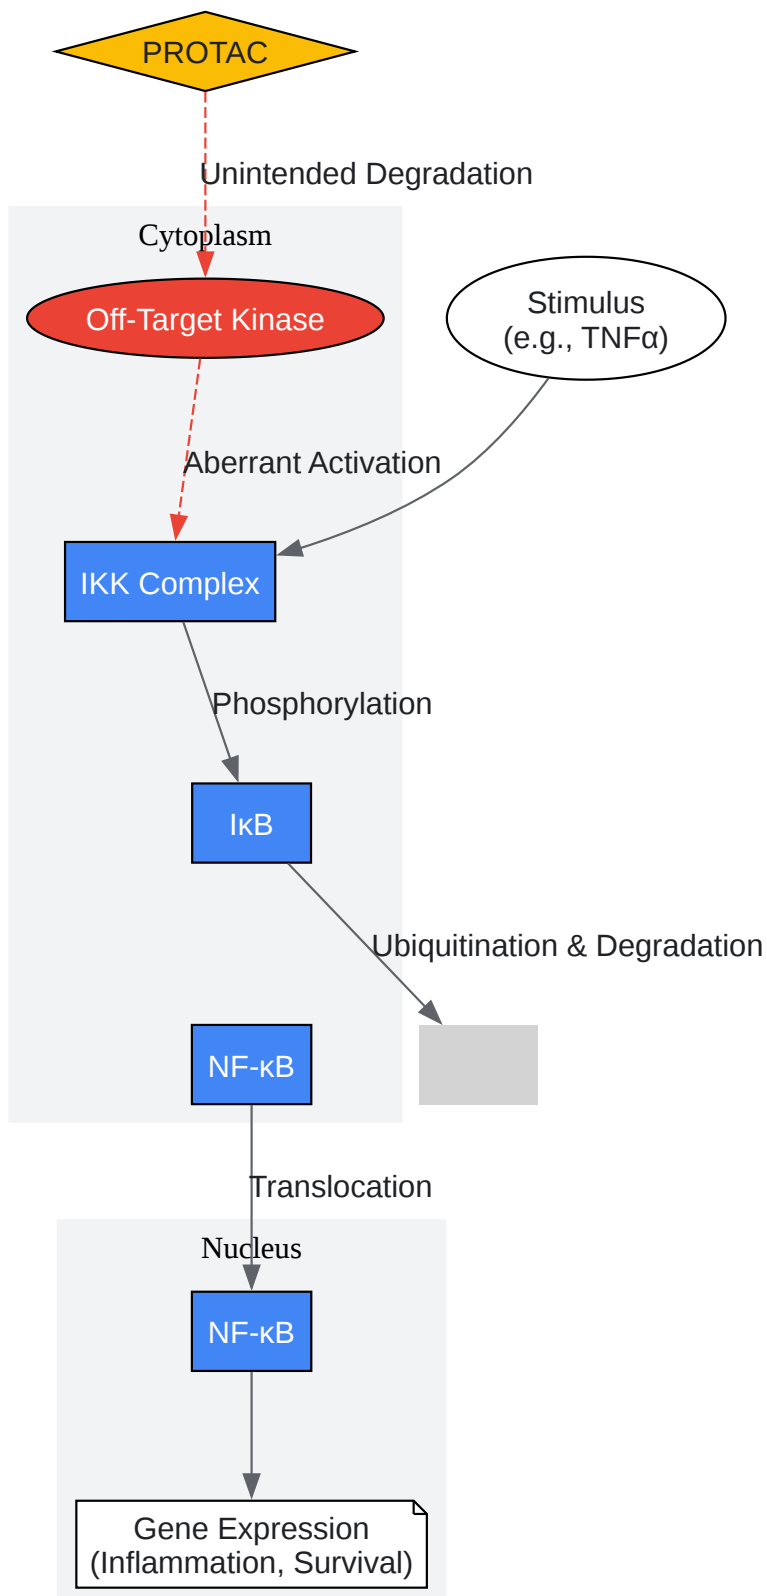 PROTAC
Unintended Degradation
Cytoplasm
Off-Target Kinase
Stimulus
(e.g., TNFα)
Aberrant Activation
IKK Complex
Phosphorylation
IκB
Ubiquitination & Degradation
NF-κB
Translocation
Nucleus
NF-κB
Gene Expression
(Inflammation, Survival)